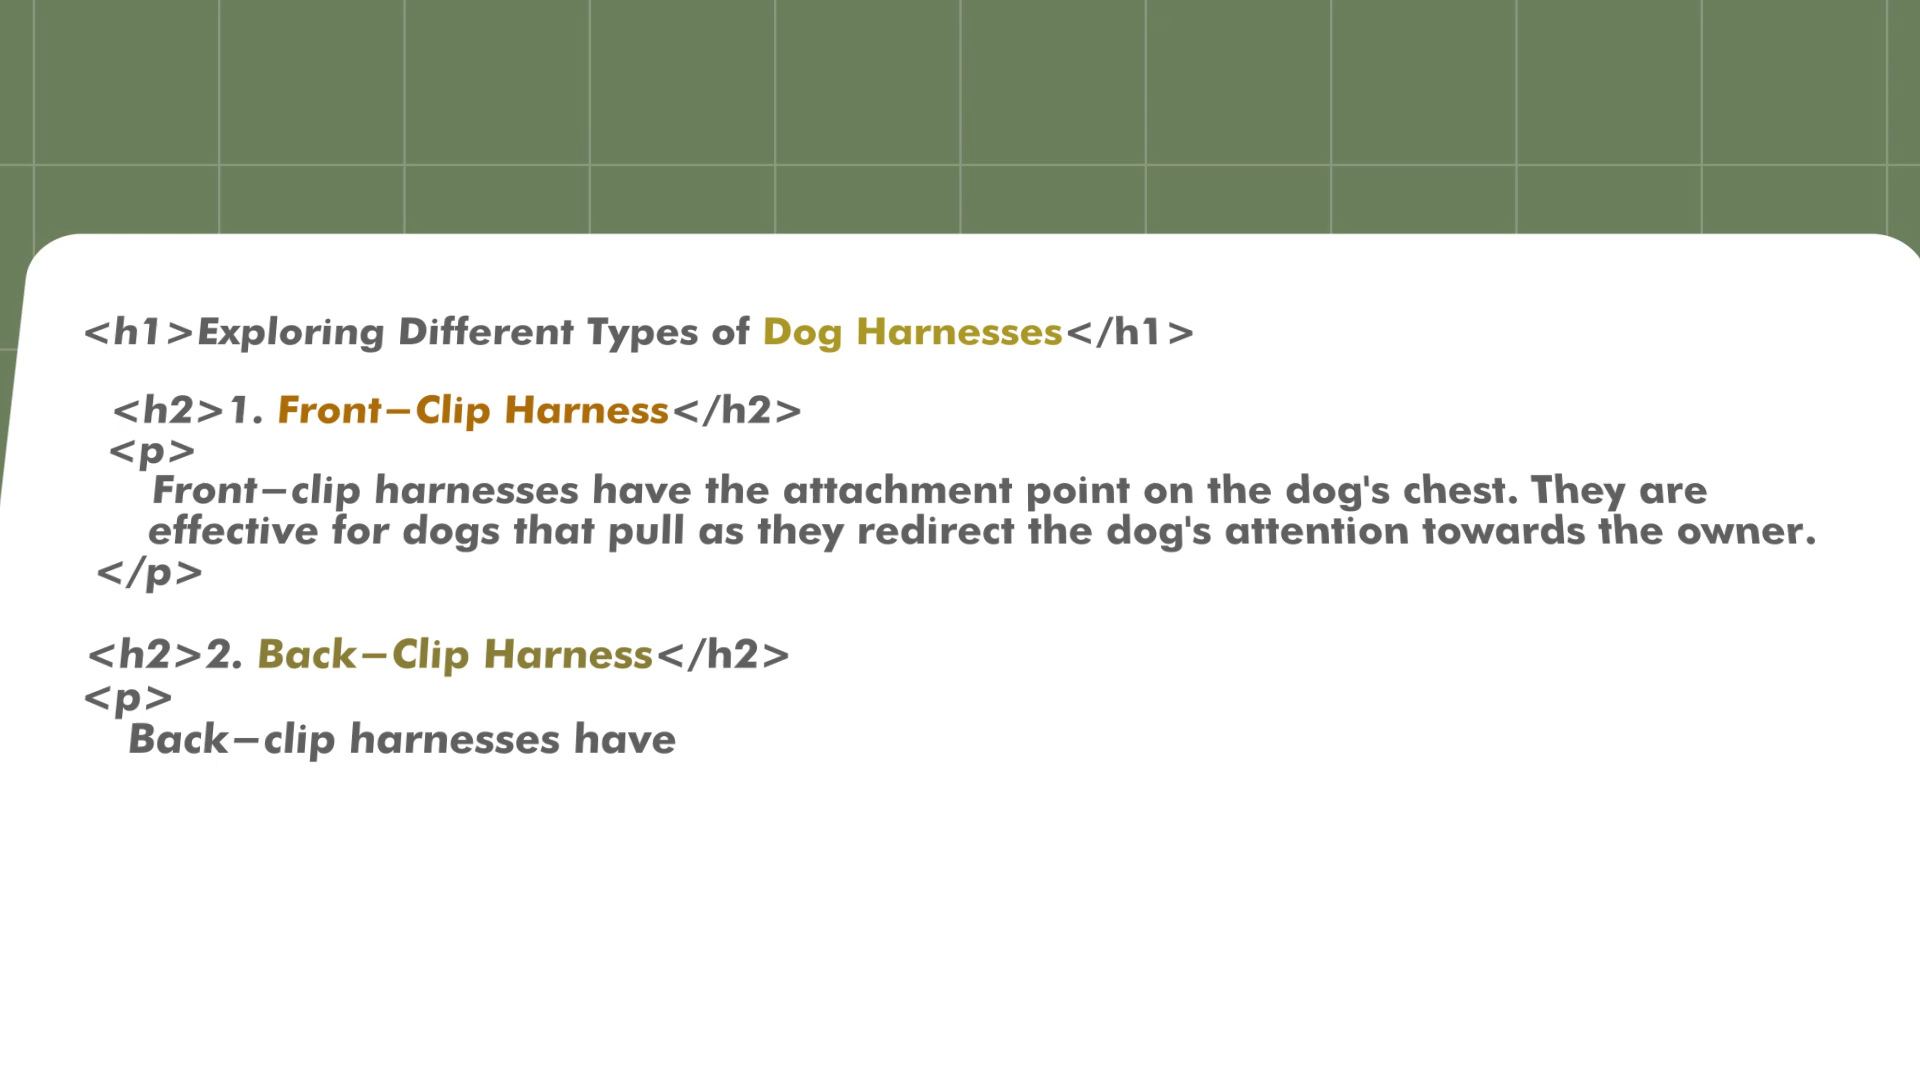 <h1>Exploring Different Types of Dog Harnesses</h1>
<h2>1. Front–Clip Harness</h2>
<p>
Front–clip harnesses have the attachment point on the dog's chest. They are
effective for dogs that pull as they redirect the dog's attention towards the owner.
</p>
<h2>2. Back–Clip Harness</h2>
<p>
Back–clip harnesses have